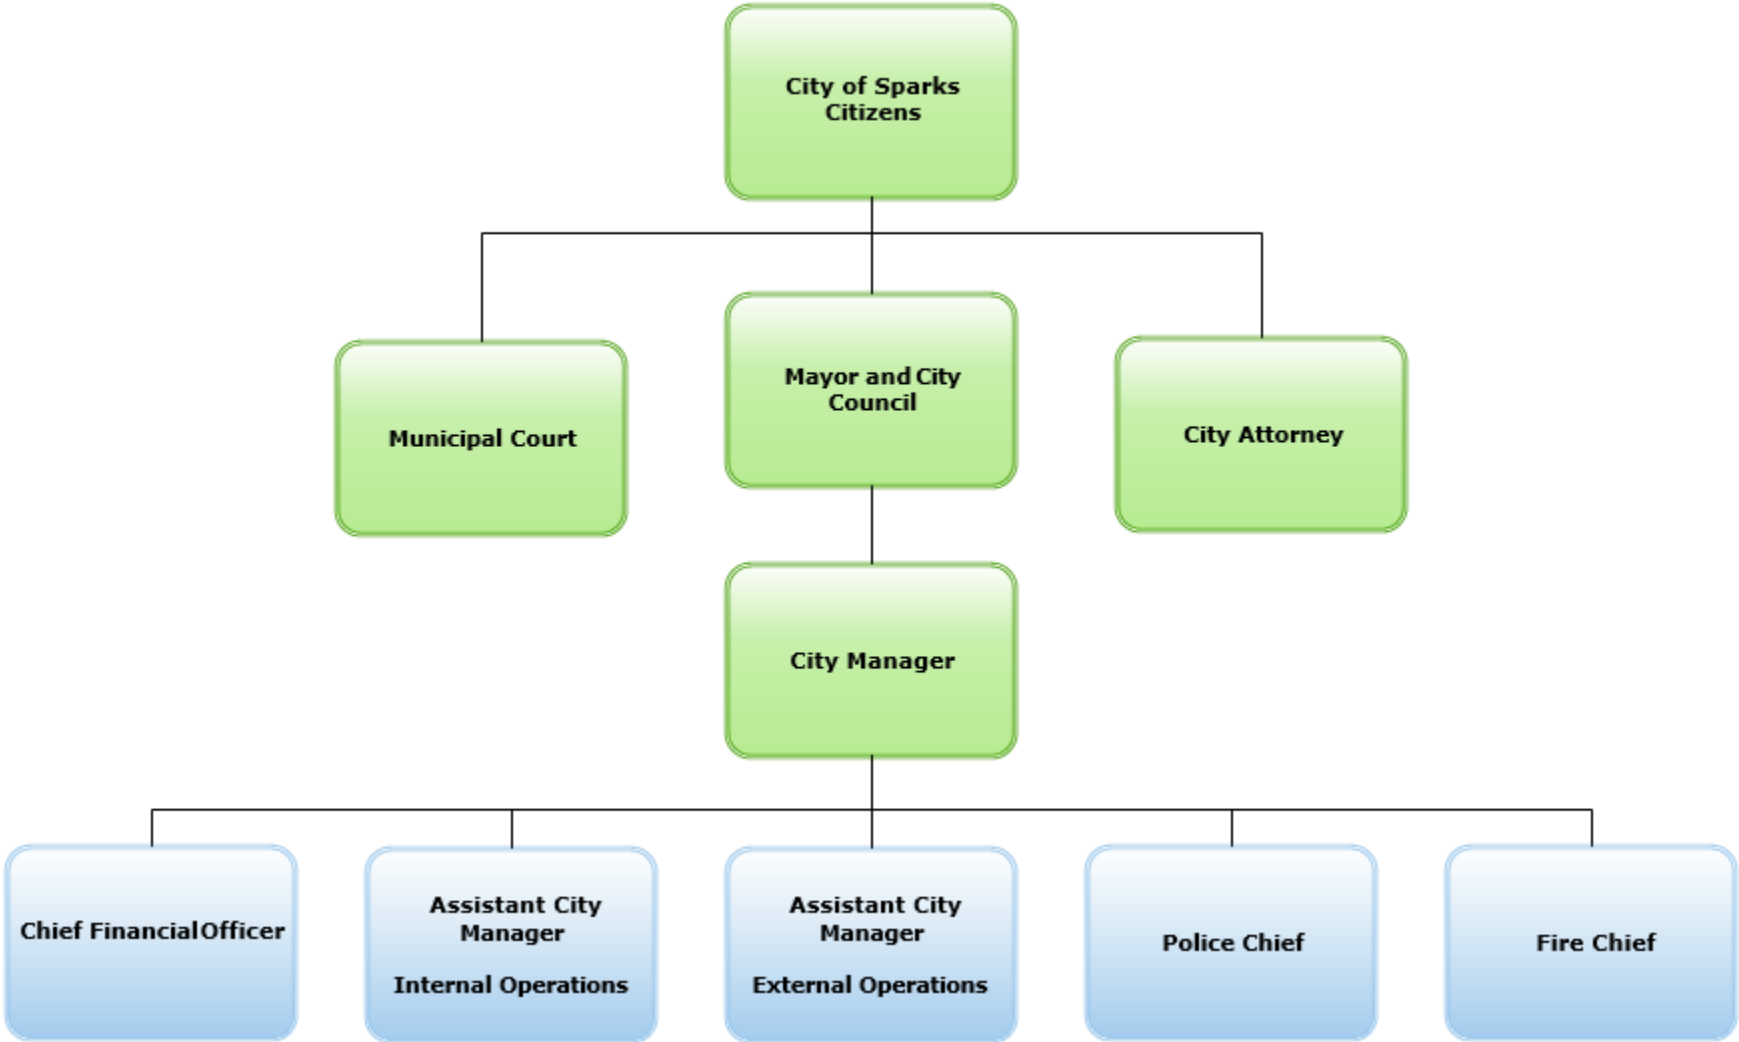 City of Sparks
Citizens
Municipal Court
Mayor and City
Council
City Attorney
City Manager
Chief Financial Officer
Assistant City
Manager
Internal Operations
Assistant City
Manager
External Operations
Police Chief
Fire Chief